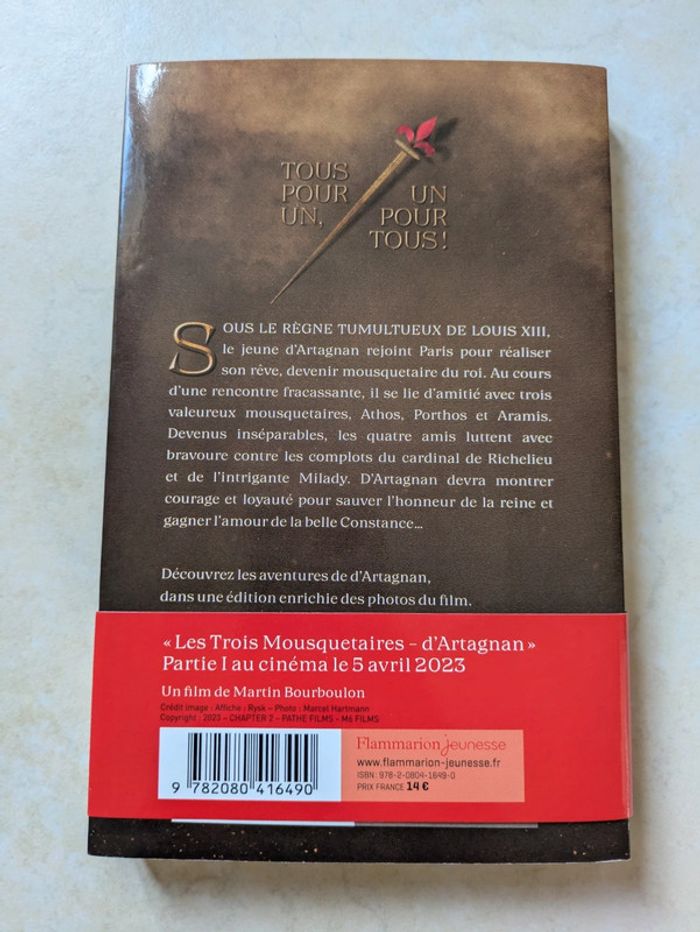 TOUS
POUR
UN,
UN
POUR
TOUS !
SOUS LE RÈGNE TUMULTUEUX DE LOUIS XIII,
le jeune d'Artagnan rejoint Paris pour réaliser
son rêve, devenir mousquetaire du roi. Au cours
d'une rencontre fracassante, il se lie d'amitié avec trois
valeureux mousquetaires, Athos, Porthos et Aramis.
Devenus inséparables, les quatre amis luttent avec
bravoure contre les complots du cardinal de Richelieu
et de l'intrigante Milady. D'Artagnan devra montrer
courage et loyauté pour sauver l'honneur de la reine et
gagner l'amour de la belle Constance...
Découvrez les aventures de d'Artagnan,
dans une édition enrichie des photos du film.
« Les Trois Mousquetaires – d'Artagnan »
Partie I au cinéma le 5 avril 2023
Un film de Martin Bourboulon
Crédit image : Affiche : Rysk – Photo : Marcel Hartmann
Copyright : 2023 – CHAPTER 2 – PATHE FILMS – M6 FILMS
Flammarion jeunesse
www.flammarion-jeunesse.fr
ISBN : 978-2-0804-1649-0
PRIX FRANCE 14 €
9 782080 416490